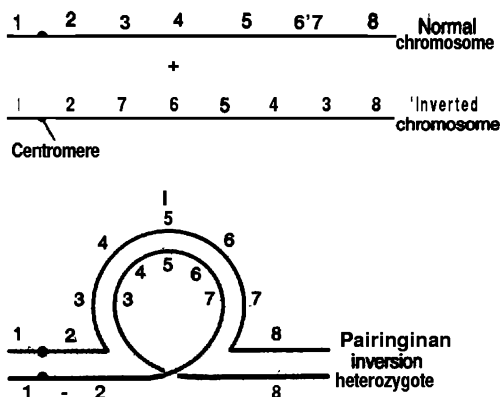 1 2 3 4 5 6'7 8 Normal
chromosome
+
1 2 7 6 5 4 3 8 'Inverted
chromosome
Centromere
I
5
4 6
4 5 6
3 3 7 7
1 2 8 Pairinginan
inversion
heterozygote
1 - 2 8